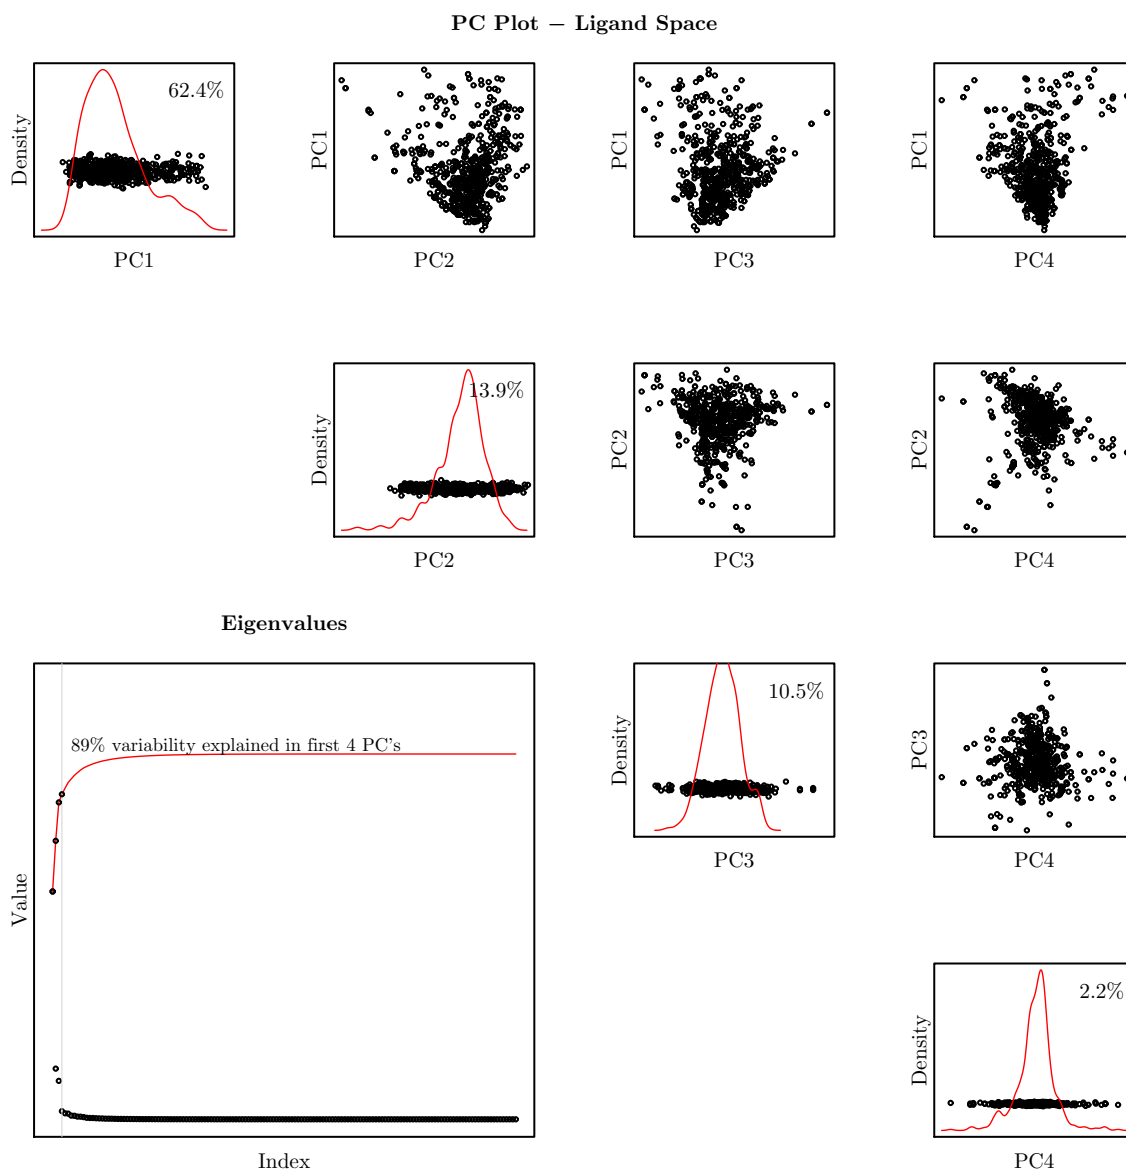 PC Plot − Ligand Space
62.4%
Density
PC1
PC1
PC2
PC1
PC3
PC1
PC4
13.9%
Density
PC2
PC2
PC3
PC2
PC4
Eigenvalues
89% variability explained in first 4 PC's
Value
Index
10.5%
Density
PC3
PC3
PC4
2.2%
Density
PC4